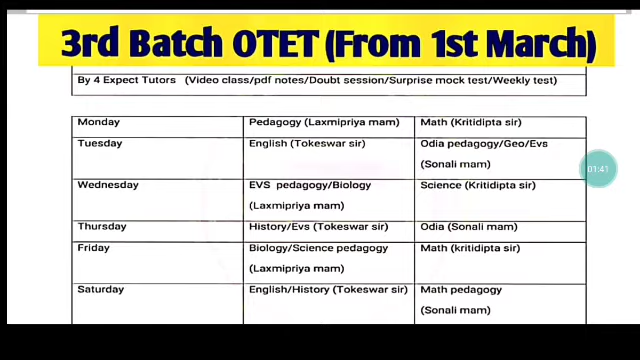 3rd Batch OTET (From 1st March)
By 4 Expect Tutors (Video class/pdf notes/Doubt session/Surprise mock test/Weekly test)
Monday Pedagogy (Laxmipriya mam) Math (Kritidipta sir)
Tuesday English (Tokeswar sir) Odia pedagogy/Geo/Evs
(Sonali mam)
01:41
Wednesday EVS pedagogy/Biology Science (Kritidipta sir)
(Laxmipriya mam)
Thursday History/Evs (Tokeswar sir) Odia (Sonali mam)
Friday Biology/Science pedagogy Math (kritidipta sir)
(Laxmipriya mam)
Saturday English/History (Tokeswar sir) Math pedagogy
(Sonali mam)